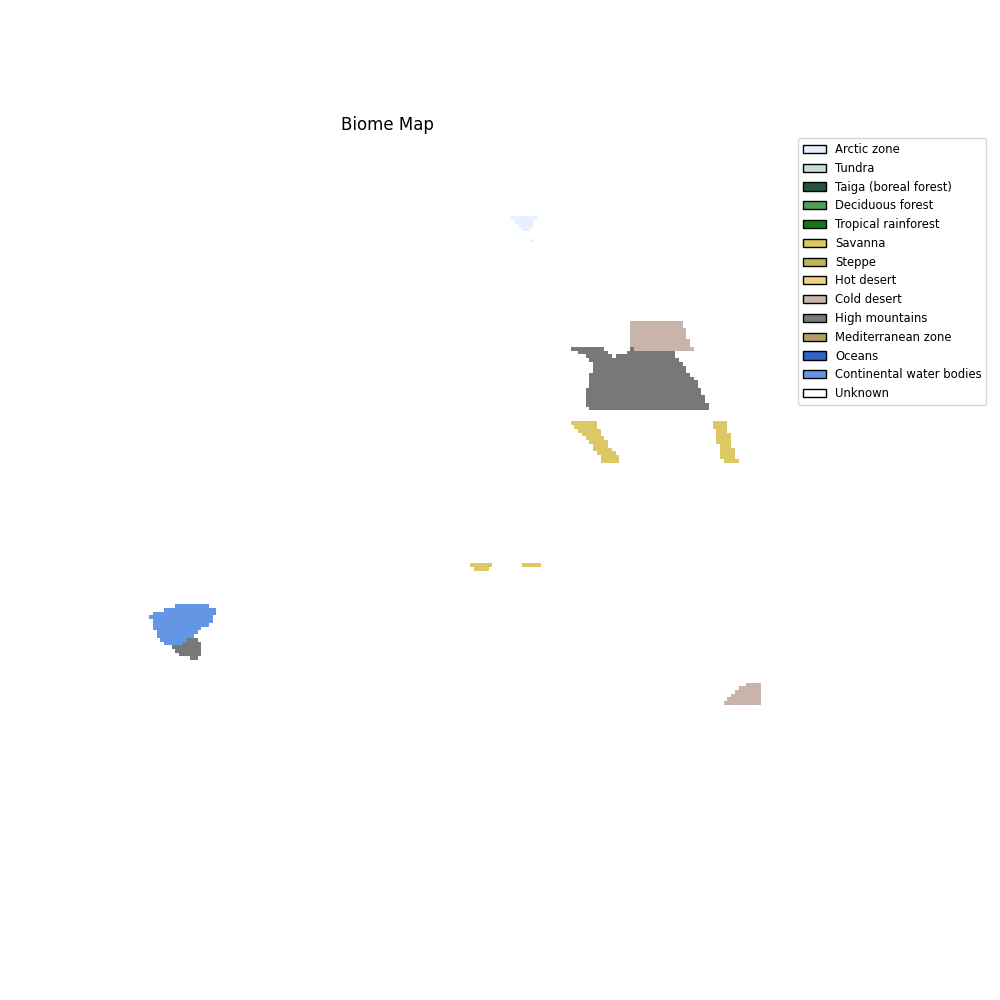 Biome Map
Arctic zone
Tundra
Taiga (boreal forest)
Deciduous forest
Tropical rainforest
Savanna
Steppe
Hot desert
Cold desert
High mountains
Mediterranean zone
Oceans
Continental water bodies
Unknown